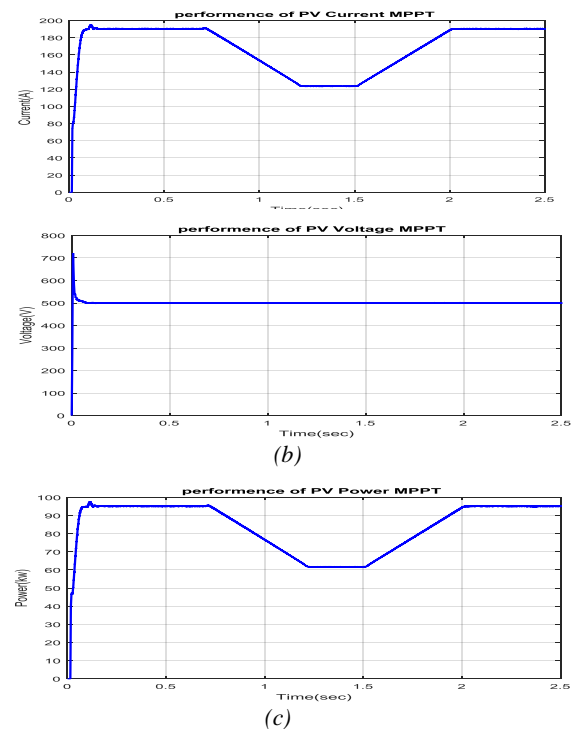 performence of PV Current MPPT
200
180
160
140
120
100
80
60
40
20
0
Current(A)
0 0.5 1 1.5 2 2.5
Time(sec)
performence of PV Voltage MPPT
800
700
600
500
400
300
200
100
0
Voltage(V)
0 0.5 1 1.5 2 2.5
Time(sec)
(b)
performence of PV Power MPPT
100
90
80
70
60
50
40
30
20
10
0
Power(kw)
0 0.5 1 1.5 2 2.5
Time(sec)
(c)